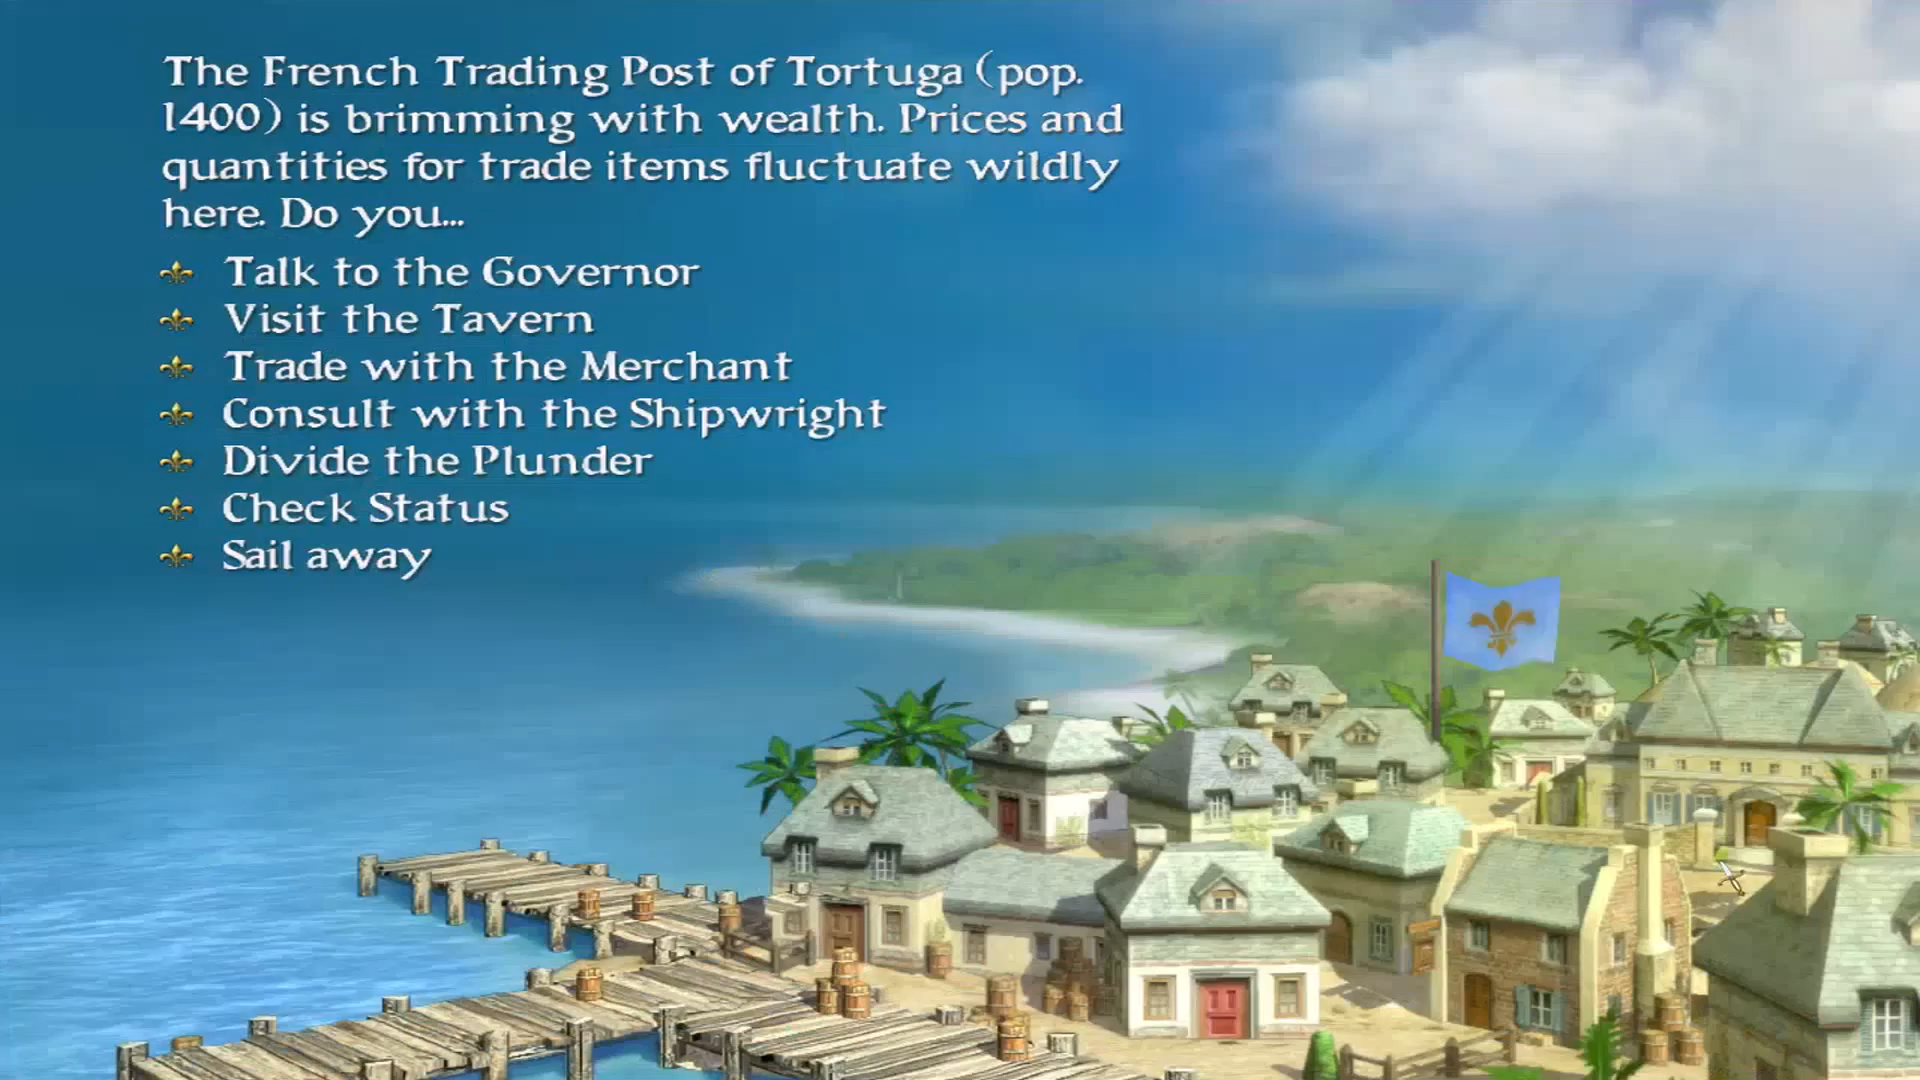 The French Trading Post of Tortuga (pop.
1400) is brimming with wealth. Prices and
quantities for trade items fluctuate wildly
here. Do you...
Talk to the Governor
Visit the Tavern
Trade with the Merchant
Consult with the Shipwright
Divide the Plunder
Check Status
Sail away